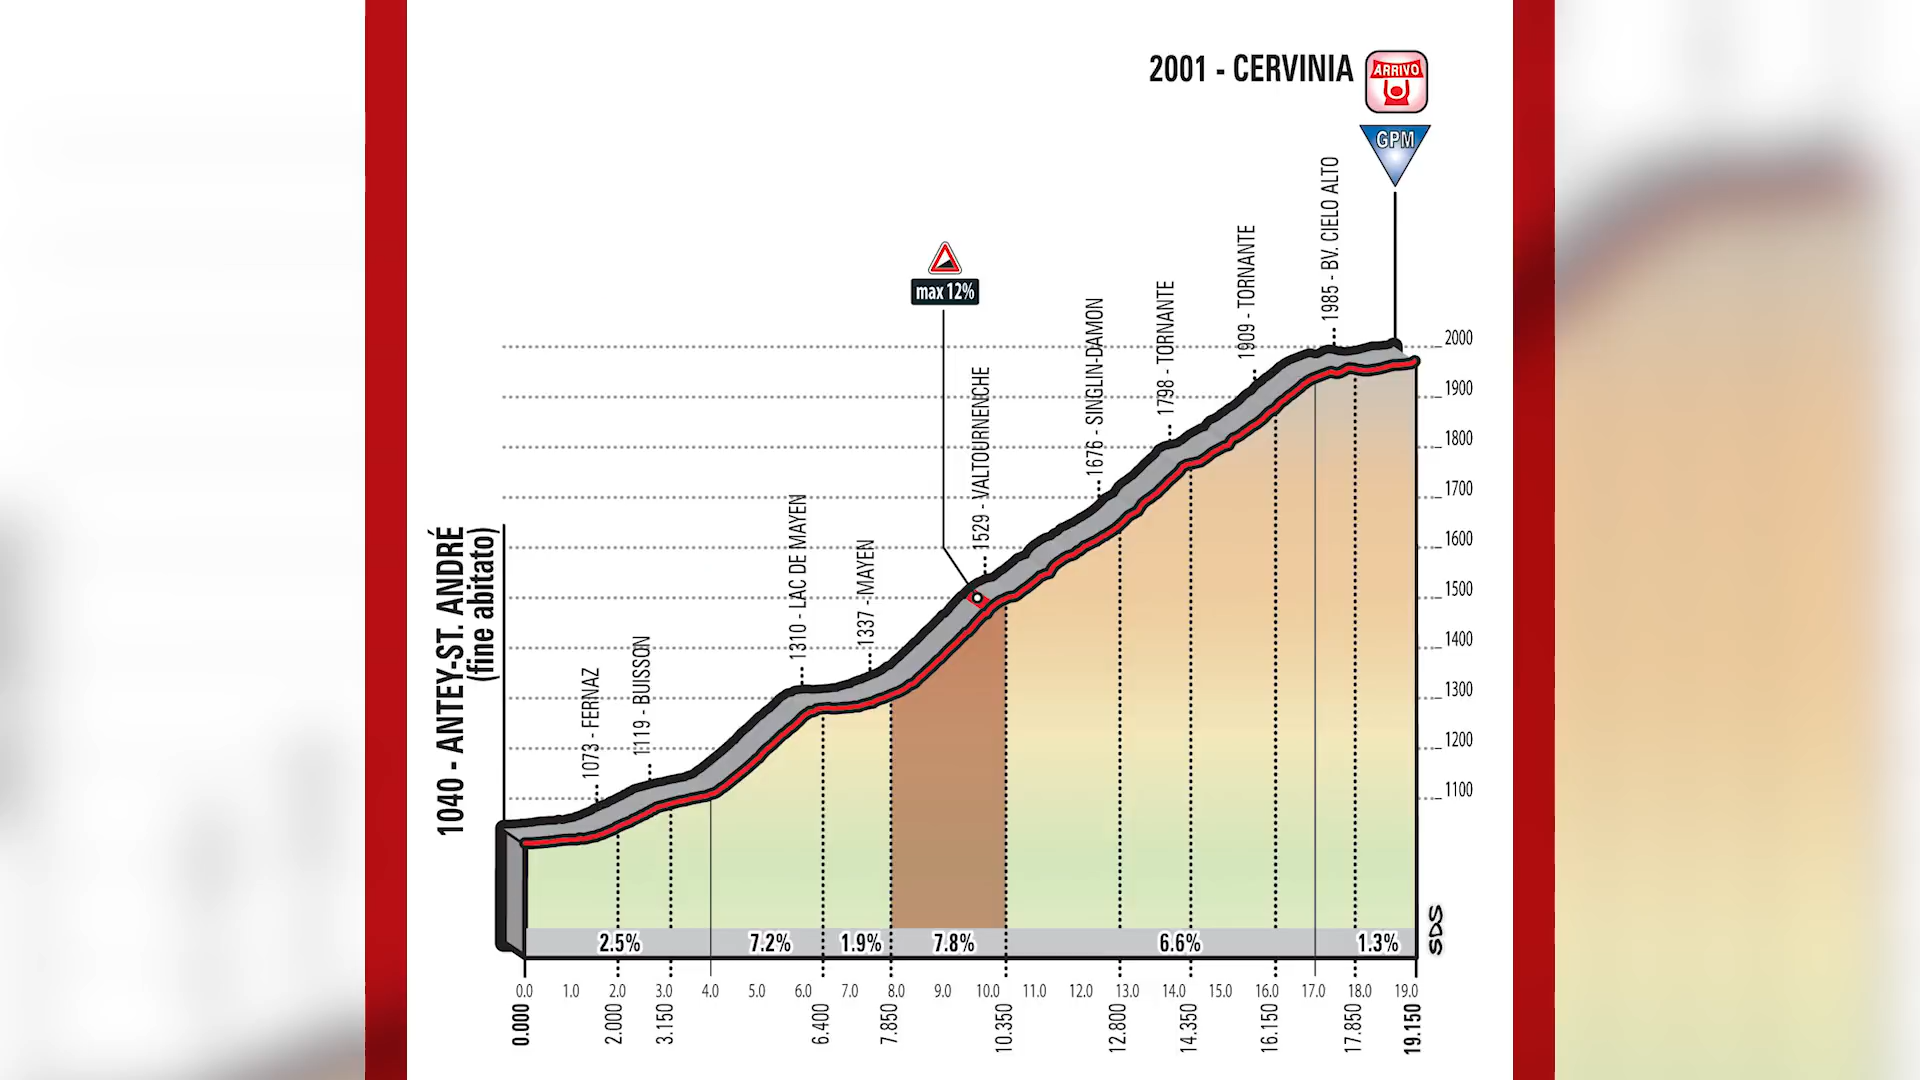 2001 - CERVINIA
ARRIVO
GPM
max 12%
1040 - ANTEY-ST. ANDRÉ
(fine abitato)
1073 - FERNAZ
1119 - BUISSON
1310 - LAC DE MAYEN
1337 - MAYEN
1529 - VALTOURNENCHE
1676 - SINGLIN-DAMON
1798 - TORNANTE
1909 - TORNANTE
1985 - BV. CIELO ALTO
2000
1900
1800
1700
1600
1500
1400
1300
1200
1100
2.5% 7.2% 1.9% 7.8% 6.6% 1.3%
SDS
0.0 1.0 2.0 3.0 4.0 5.0 6.0 7.0 8.0 9.0 10.0 11.0 12.0 13.0 14.0 15.0 16.0 17.0 18.0 19.0
0.000 2.000 3.150 6.400 7.850 10.350 12.800 14.350 16.150 17.850 19.150